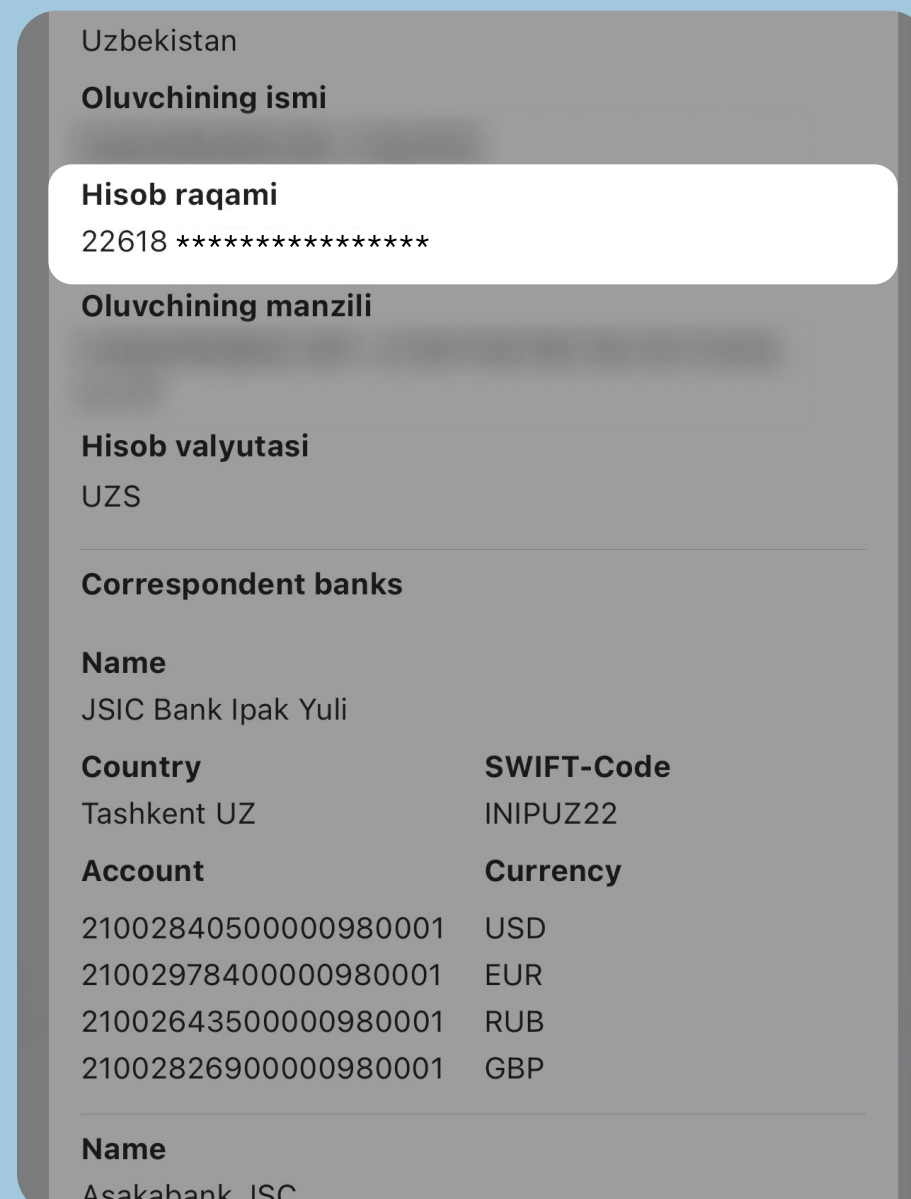 Uzbekistan
Oluvchining ismi
Hisob raqami
22618 ****************
Oluvchining manzili
Hisob valyutasi
UZS
Correspondent banks
Name
JSIC Bank Ipak Yuli
Country SWIFT-Code
Tashkent UZ INIPUZ22
Account Currency
21002840500000980001 USD
21002978400000980001 EUR
21002643500000980001 RUB
21002826900000980001 GBP
Name
Asakabank JSC